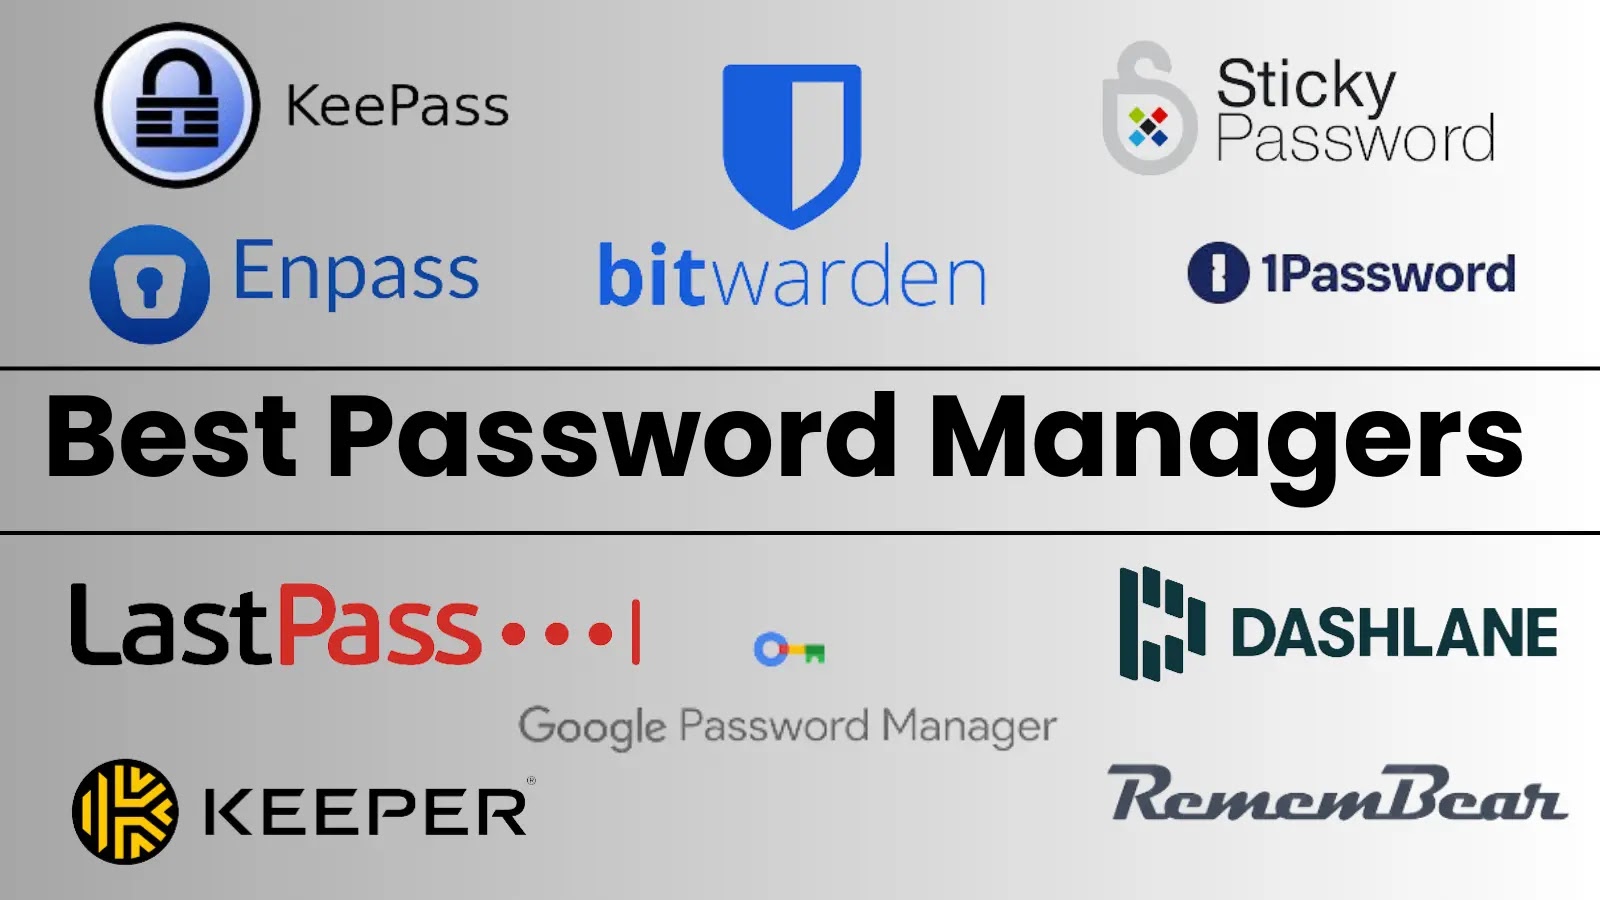 KeePass
Sticky
Password
Enpass
bitwarden
1Password
Best Password Managers
LastPass
DASHLANE
Google Password Manager
KEEPER®
RememBear